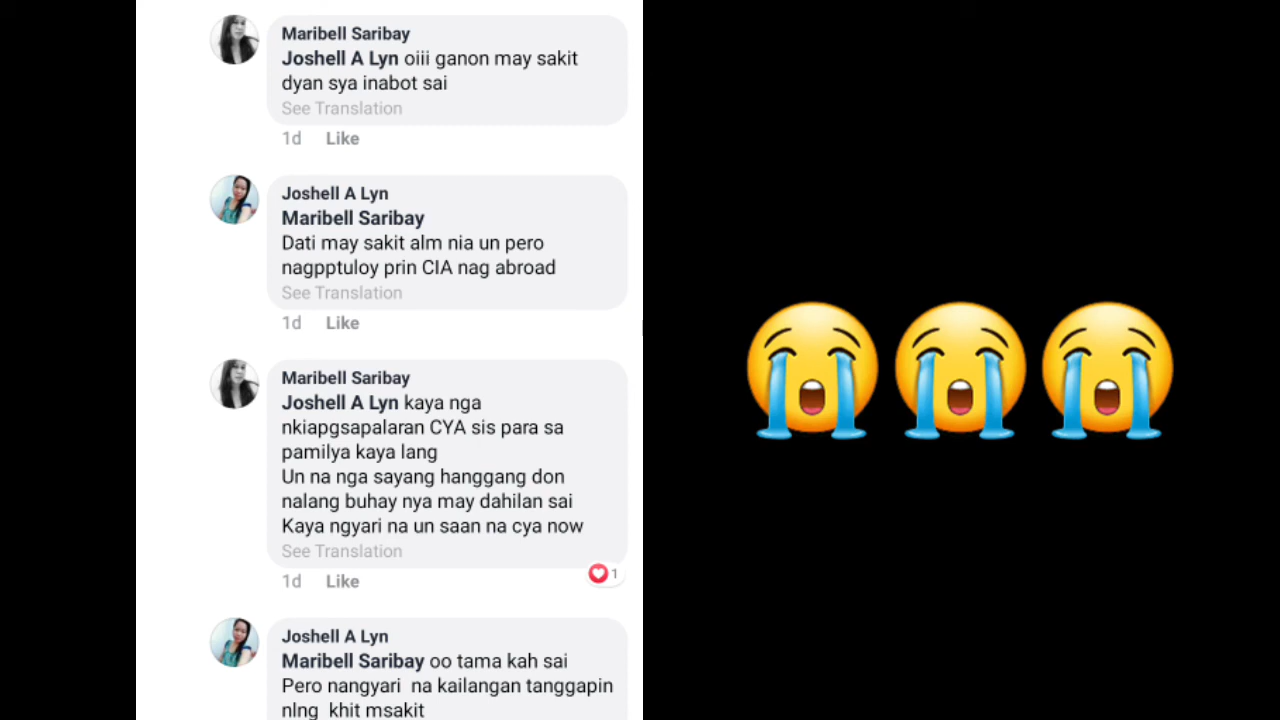 Maribell Saribay
Joshell A Lyn oiii ganon may sakit
dyan sya inabot sai
See Translation
1d Like
Joshell A Lyn
Maribell Saribay
Dati may sakit alm nia un pero
nagpptuloy prin CIA nag abroad
See Translation
1d Like
Maribell Saribay
Joshell A Lyn kaya nga
nkiapgsapalaran CYA sis para sa
pamilya kaya lang
Un na nga sayang hanggang don
nalang buhay nya may dahilan sai
Kaya ngyari na un saan na cya now
See Translation
1d Like
1
Joshell A Lyn
Maribell Saribay oo tama kah sai
Pero nangyari na kailangan tanggapin
nlng khit msakit